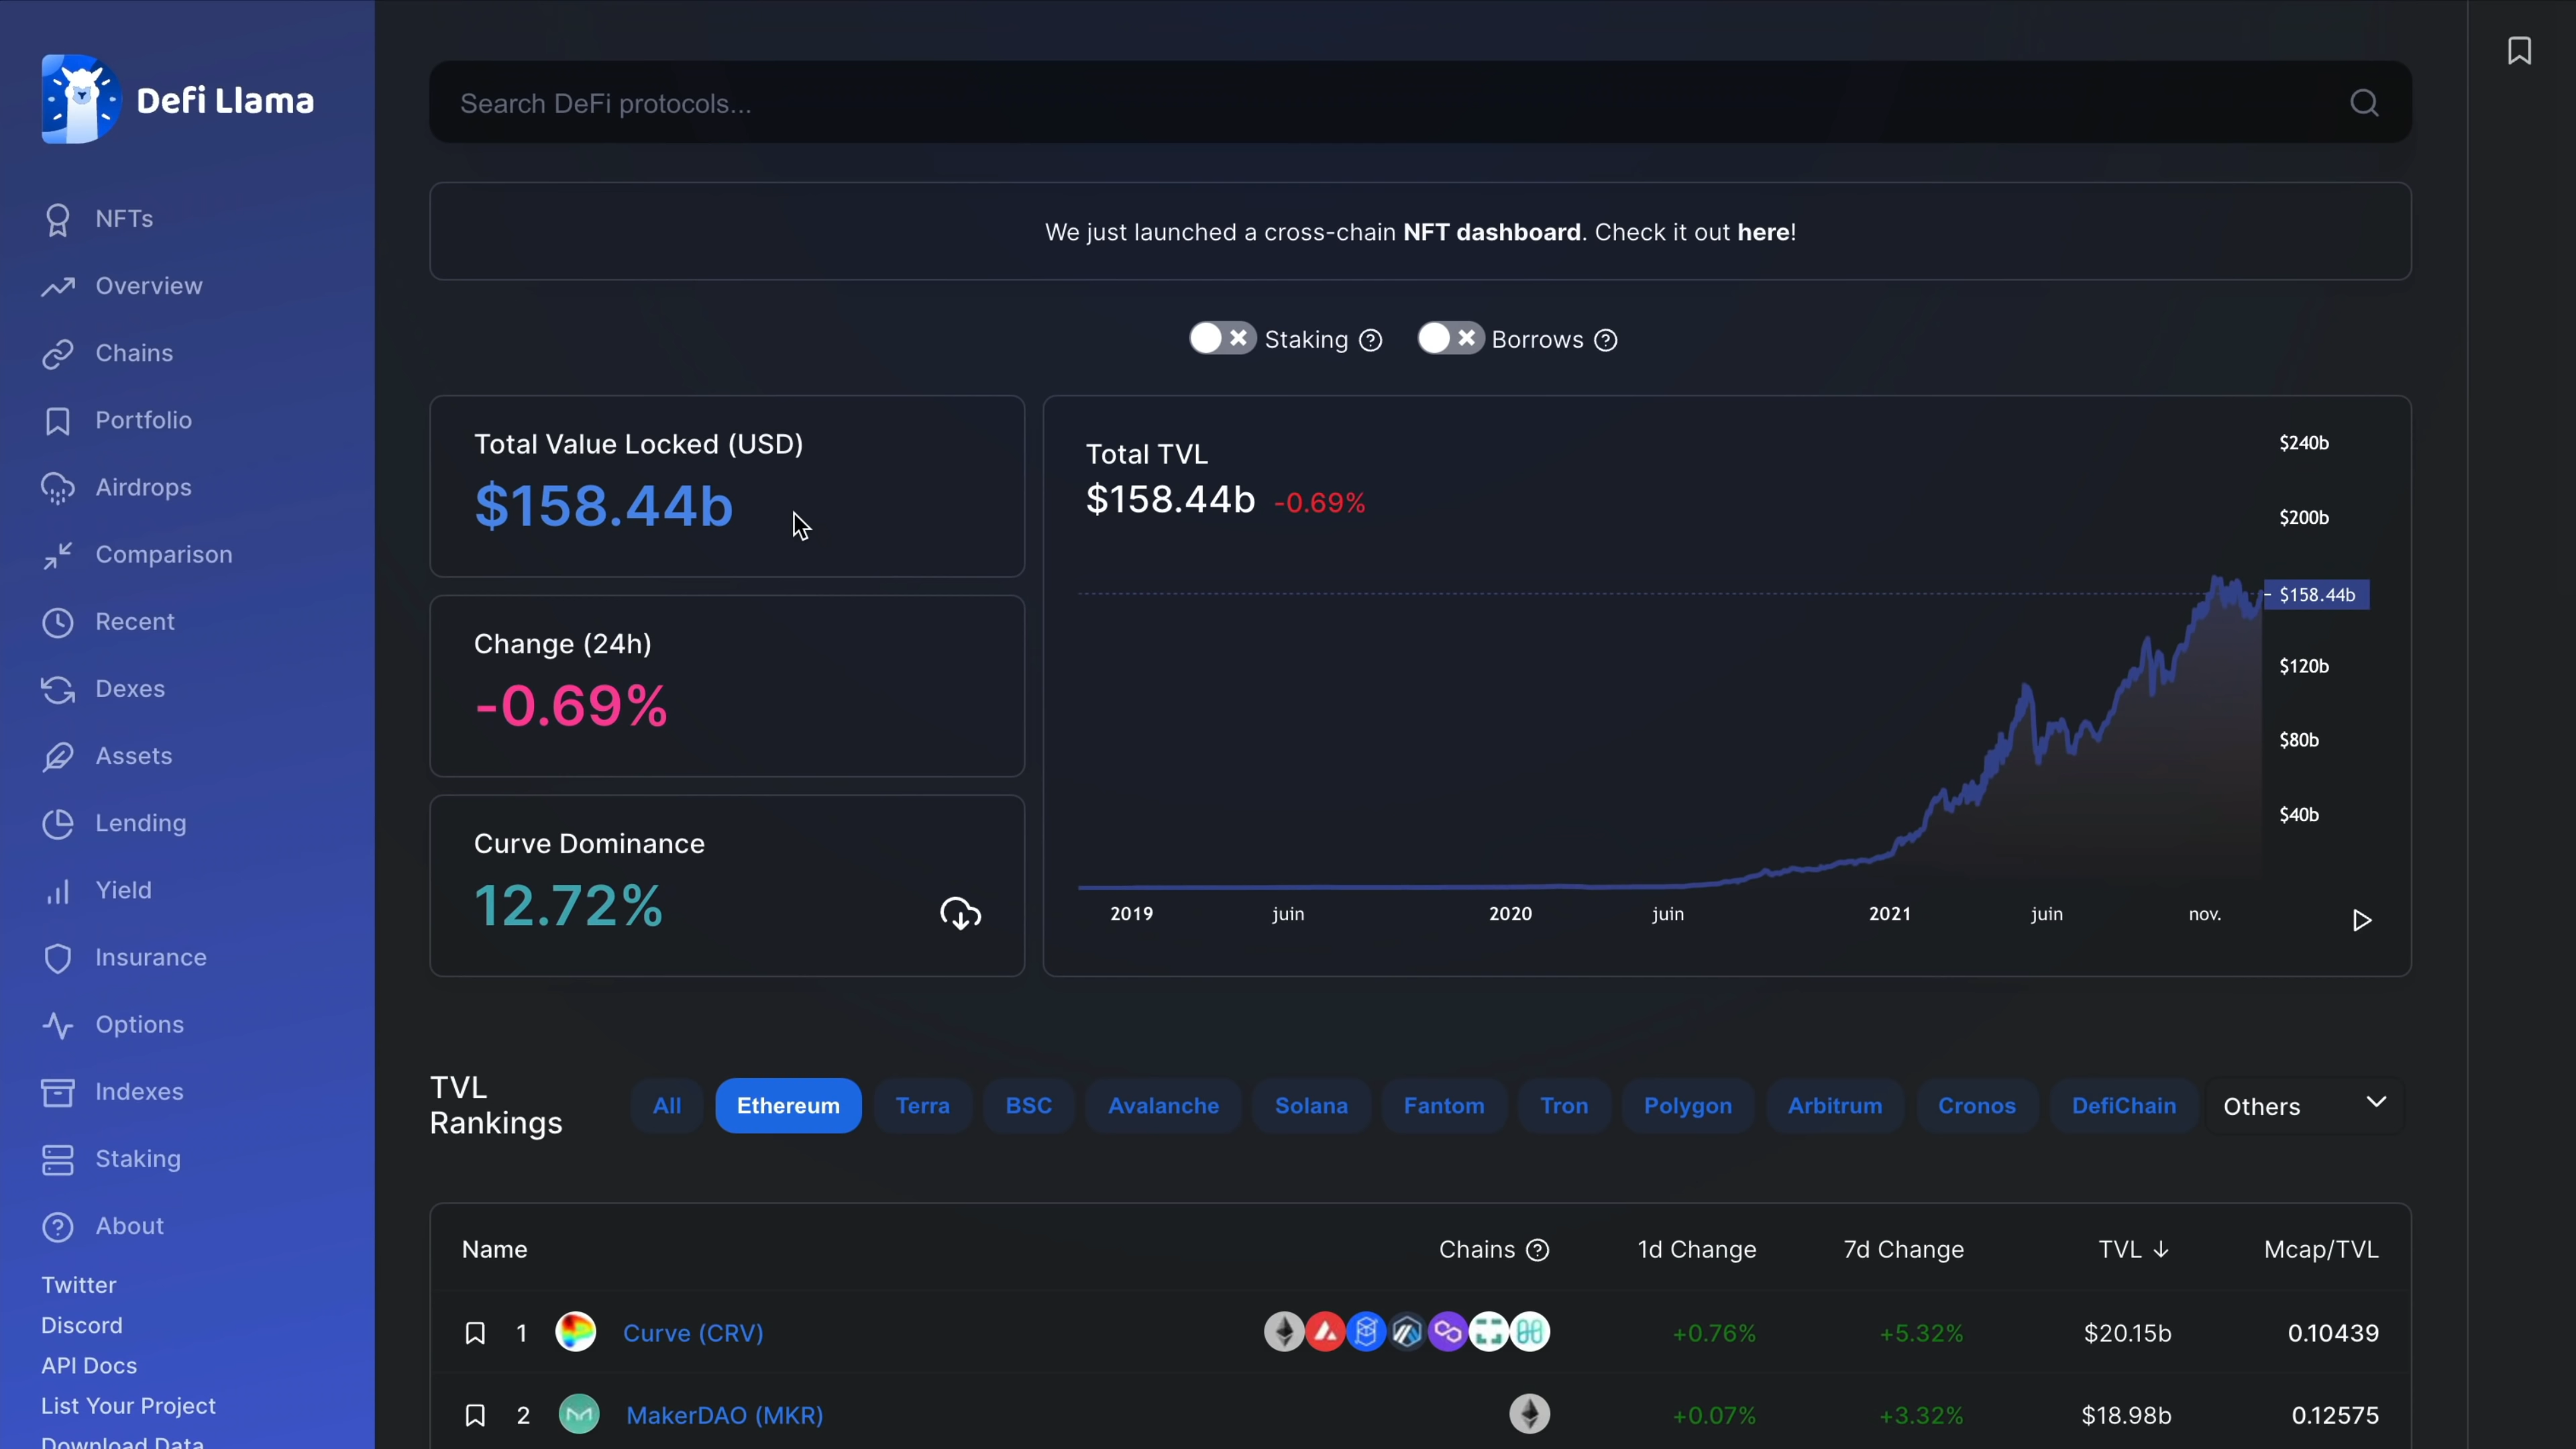 Defi Llama
NFTs
Overview
Chains
Portfolio
Airdrops
Comparison
Recent
Dexes
Assets
Lending
Yield
Insurance
Options
Indexes
Staking
About
Twitter
Discord
API Docs
List Your Project
Download Data
Search DeFi protocols...
We just launched a cross-chain NFT dashboard. Check it out here!
Staking
Borrows
Total Value Locked (USD)
$158.44b
Change (24h)
-0.69%
Curve Dominance
12.72%
Total TVL
$158.44b -0.69%
$240b
$200b
$158.44b
$120b
$80b
$40b
2019 juin 2020 juin 2021 juin nov.
TVL
Rankings
All Ethereum Terra BSC Avalanche Solana Fantom Tron Polygon Arbitrum Cronos DefiChain Others
Name Chains 1d Change 7d Change TVL ↓ Mcap/TVL
1 Curve (CRV) +0.76% +5.32% $20.15b 0.10439
2 MakerDAO (MKR) +0.07% +3.32% $18.98b 0.12575